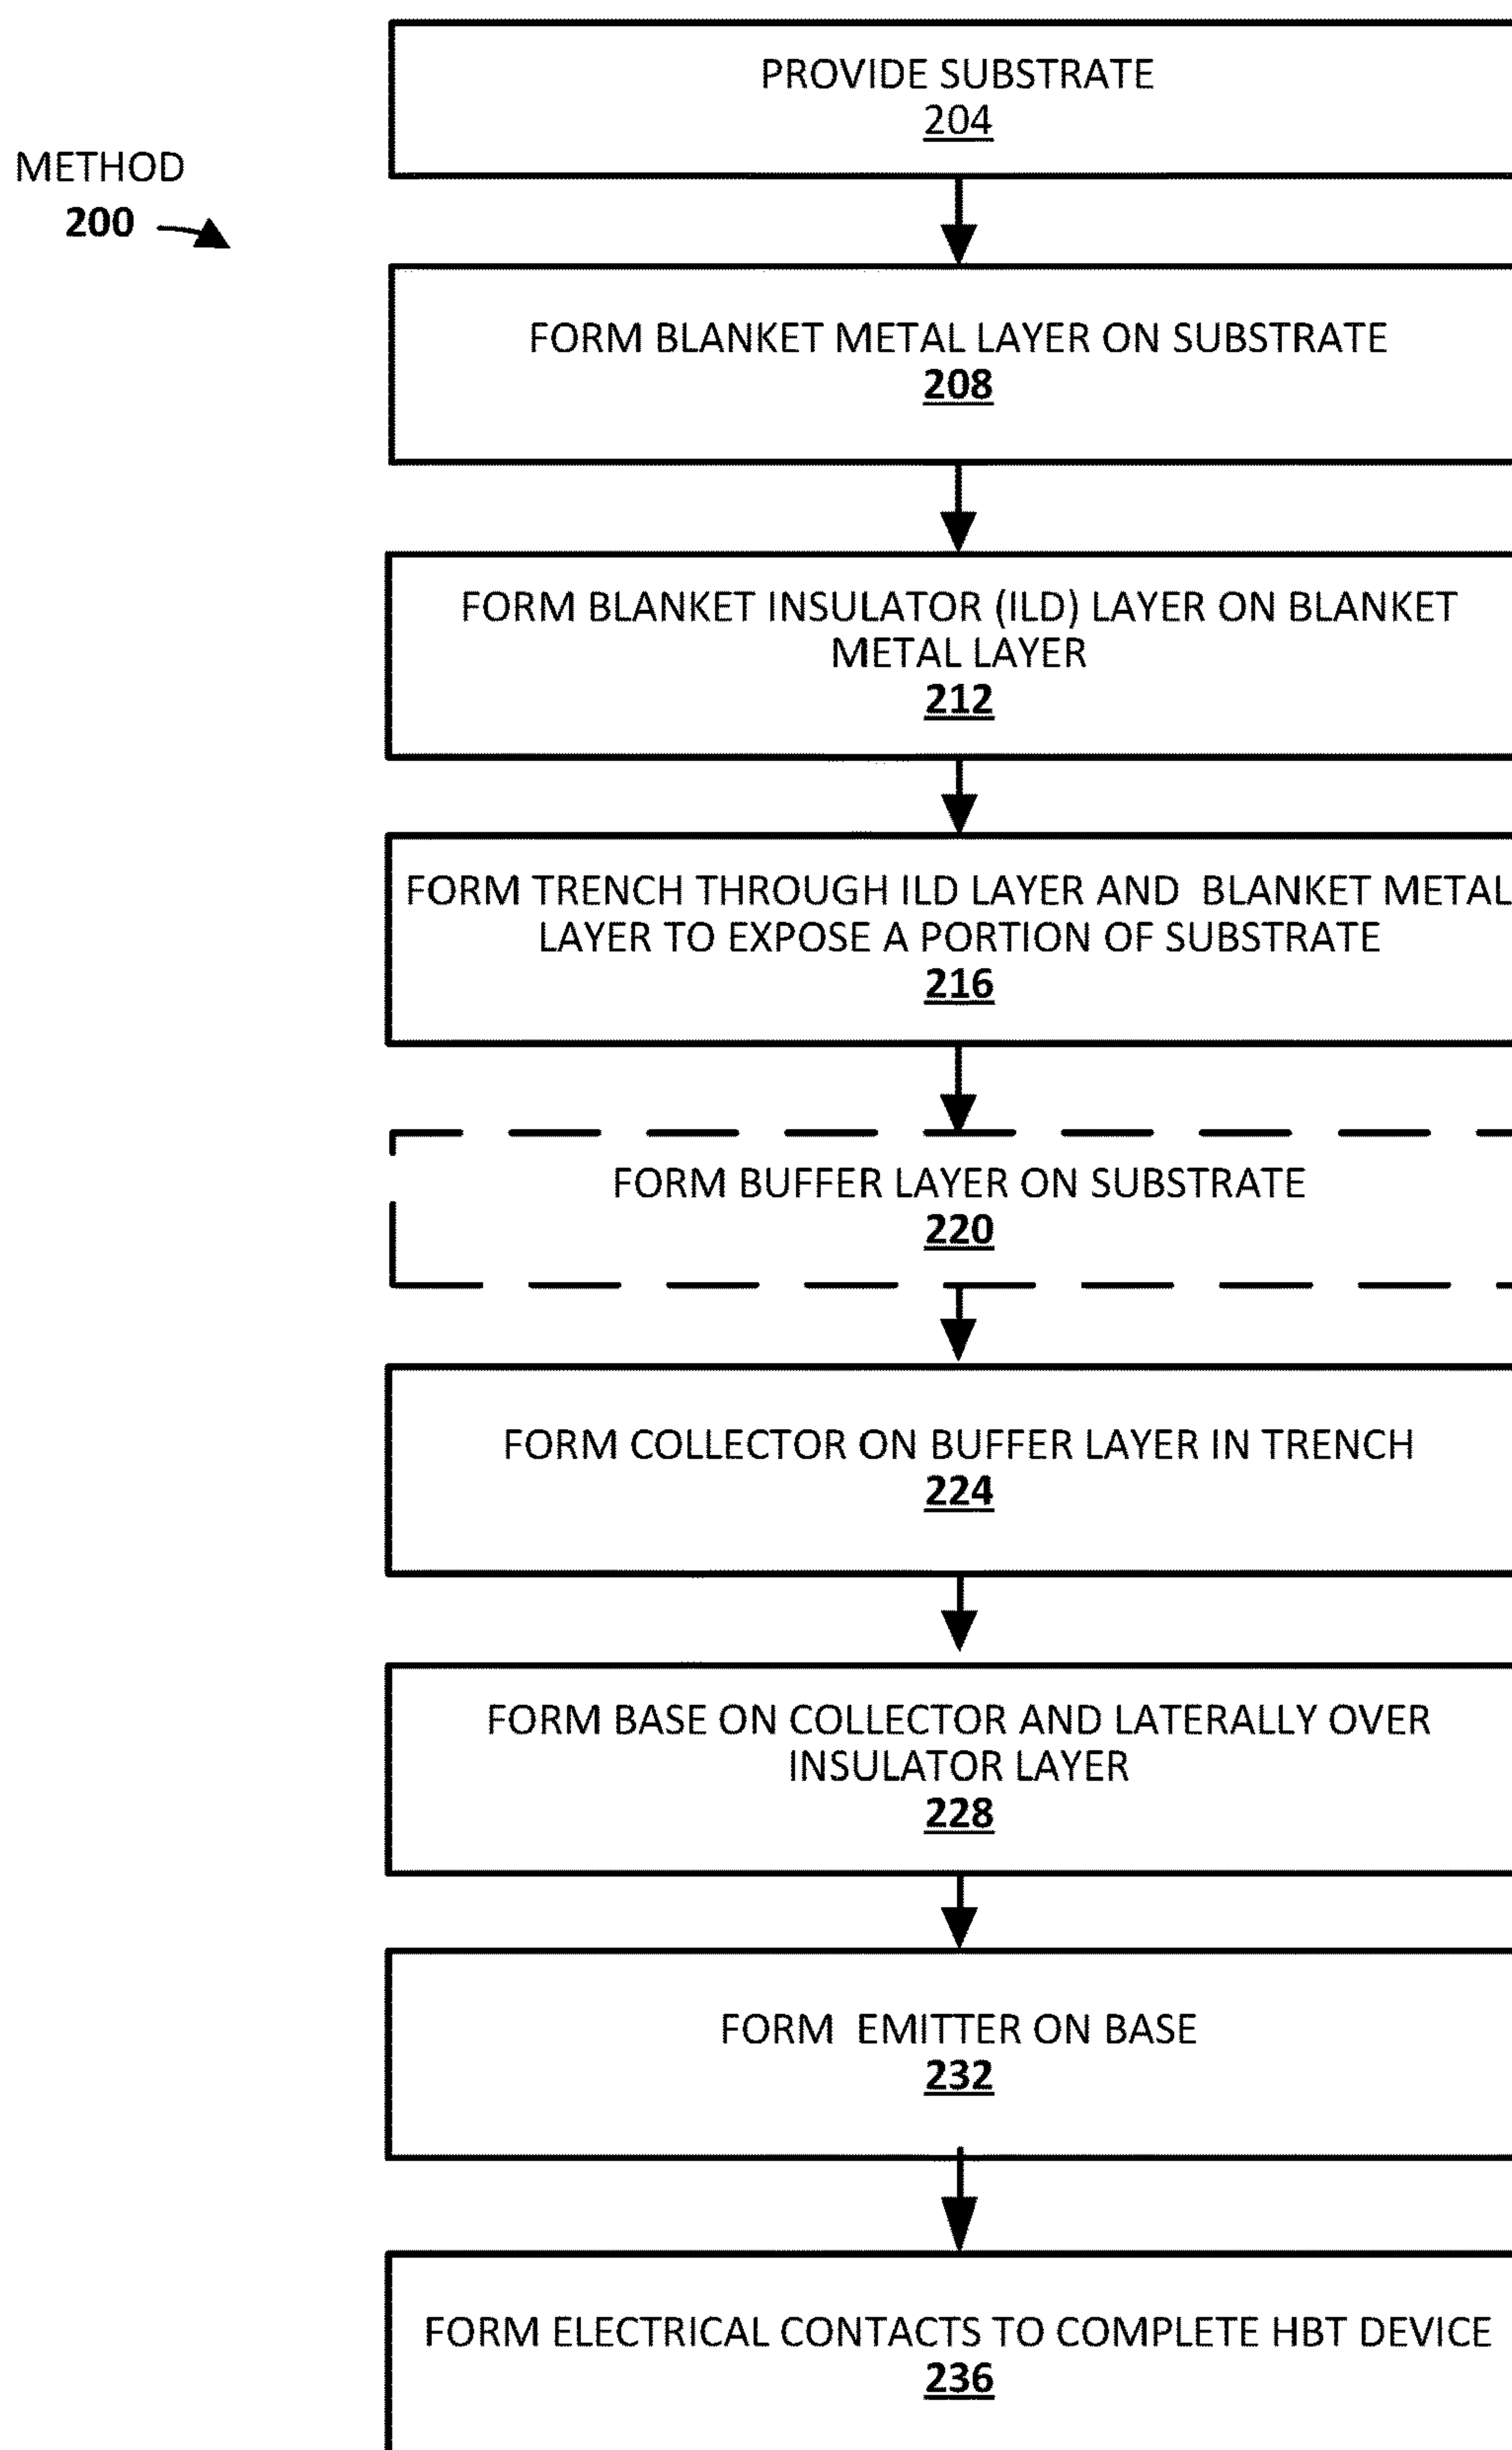 PROVIDE SUBSTRATE
204
METHOD
200
FORM BLANKET METAL LAYER ON SUBSTRATE
208
FORM BLANKET INSULATOR (ILD) LAYER ON BLANKET
METAL LAYER
212
FORM TRENCH THROUGH ILD LAYER AND BLANKET METAL
LAYER TO EXPOSE A PORTION OF SUBSTRATE
216
FORM BUFFER LAYER ON SUBSTRATE
220
FORM COLLECTOR ON BUFFER LAYER IN TRENCH
224
FORM BASE ON COLLECTOR AND LATERALLY OVER
INSULATOR LAYER
228
FORM EMITTER ON BASE
232
FORM ELECTRICAL CONTACTS TO COMPLETE HBT DEVICE
236